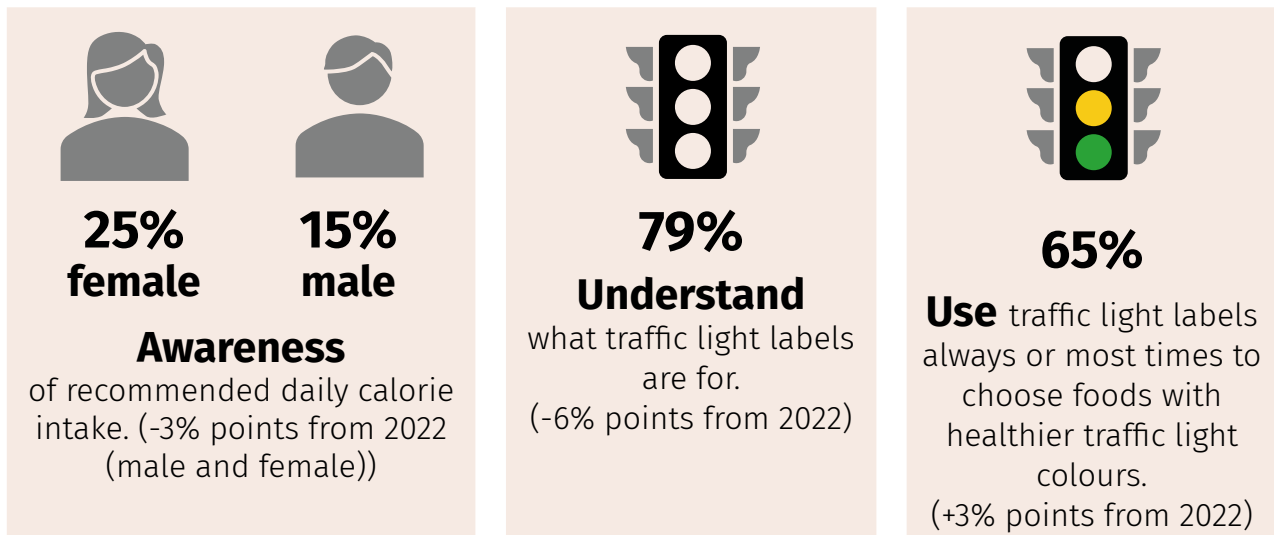 25%
female
15%
male
Awareness
of recommended daily calorie
intake. (-3% points from 2022
(male and female))
79%
Understand
what traffic light labels
are for.
(-6% points from 2022)
65%
Use traffic light labels
always or most times to
choose foods with
healthier traffic light
colours.
(+3% points from 2022)